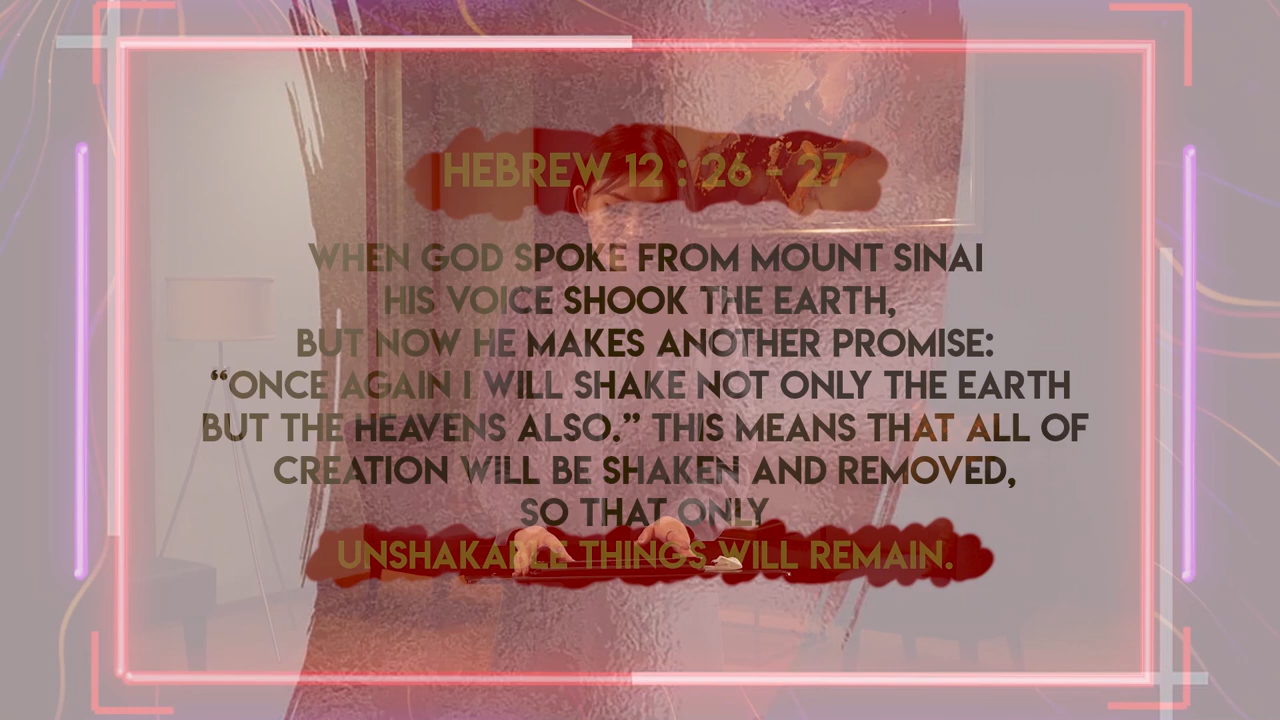 HEBREW 12 : 26 - 27
WHEN GOD SPOKE FROM MOUNT SINAI
HIS VOICE SHOOK THE EARTH,
BUT NOW HE MAKES ANOTHER PROMISE:
“ONCE AGAIN I WILL SHAKE NOT ONLY THE EARTH
BUT THE HEAVENS ALSO.” THIS MEANS THAT ALL OF
CREATION WILL BE SHAKEN AND REMOVED,
SO THAT ONLY
UNSHAKABLE THINGS WILL REMAIN.